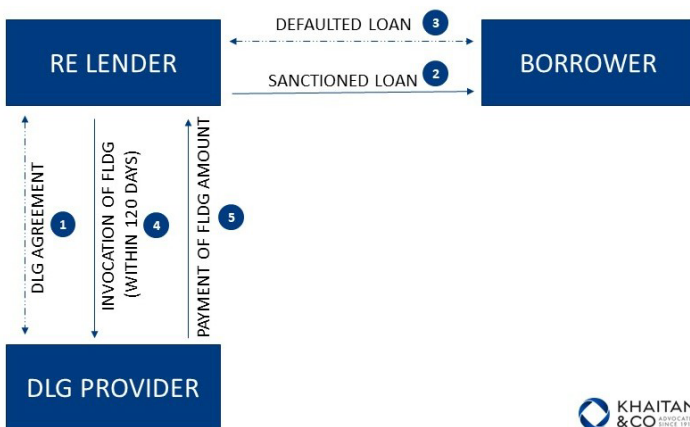 DEFAULTED LOAN 3
RE LENDER
BORROWER
SANCTIONED LOAN 2
DLG AGREEMENT 1
INVOCATION OF FLDG
(WITHIN 120 DAYS)
4
PAYMENT OF FLDG AMOUNT 5
DLG PROVIDER
KHAITAN
&CO